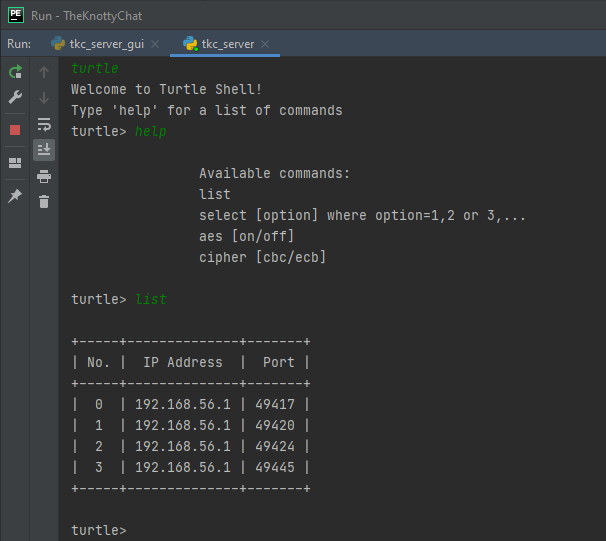 PE Run - TheKnottyChat
Run: tkc_server_gui × tkc_server ×
turtle
Welcome to Turtle Shell!
Type 'help' for a list of commands
turtle> help
Available commands:
list
select [option] where option=1,2 or 3,...
aes [on/off]
cipher [cbc/ecb]
turtle> list
+-----+--------------+-------+
| No. |  IP Address  |  Port |
+-----+--------------+-------+
|  0  | 192.168.56.1 | 49417 |
|  1  | 192.168.56.1 | 49420 |
|  2  | 192.168.56.1 | 49424 |
|  3  | 192.168.56.1 | 49445 |
+-----+--------------+-------+
turtle>